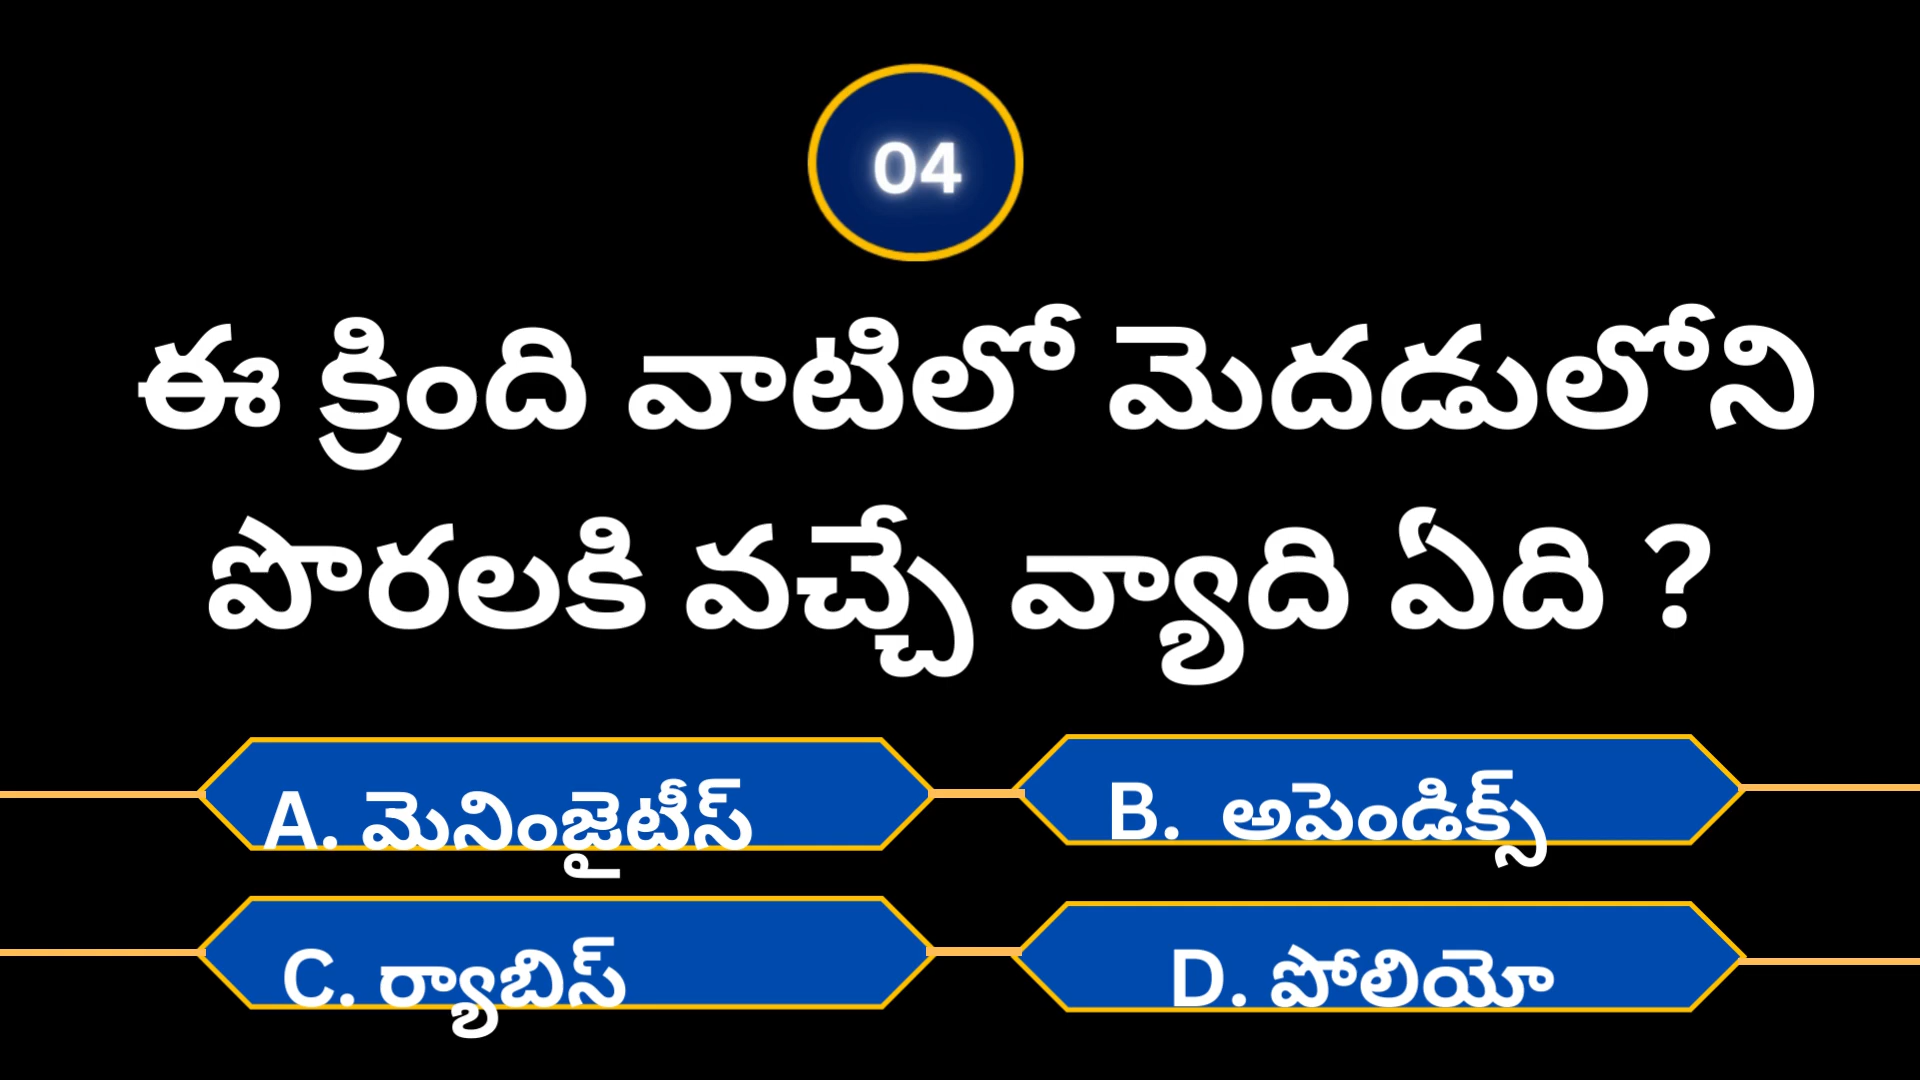 04
ఈ క్రింది వాటిలో మెదడులోని
పొరలకి వచ్చే వ్యాది ఏది ?
A. మెనింజైటీస్
B. అపెండిక్స్
C. ర్యాబిస్
D. పోలియో